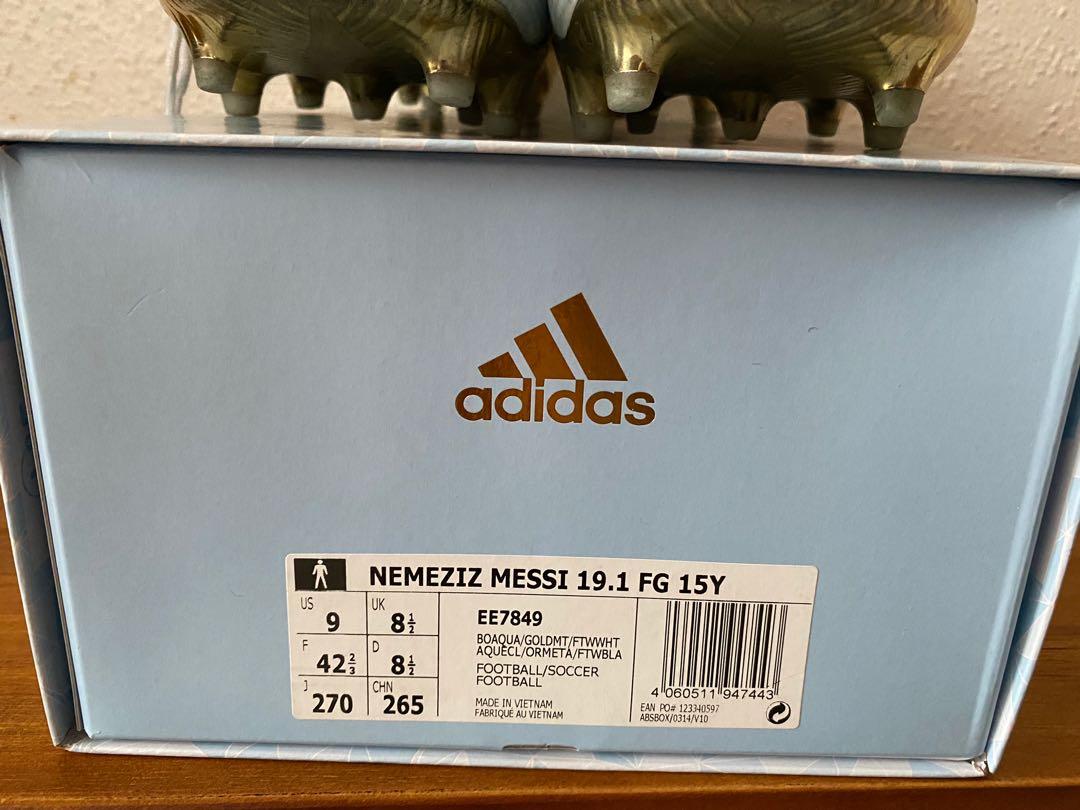 adidas
NEMEZIZ MESSI 19.1 FG 15Y
US
9
UK
8½
F
42⅔
D
8½
J
270
CHN
265
EE7849
BOAQUA/GOLDMT/FTWWHT
AQUECL/ORMETA/FTWBLA
FOOTBALL/SOCCER
FOOTBALL
MADE IN VIETNAM
FABRIQUÉ AU VIETNAM
4 060511 947443
EAN PO# 123340597
ABSBOX/0314/V10